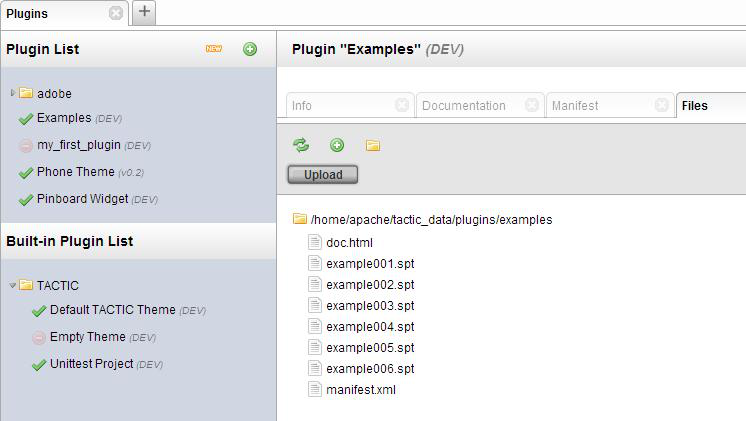 Plugins
Plugin List NEW
adobe
Examples (DEV)
my_first_plugin (DEV)
Phone Theme (v0.2)
Pinboard Widget (DEV)
Built-in Plugin List
TACTIC
Default TACTIC Theme (DEV)
Empty Theme (DEV)
Unittest Project (DEV)
Plugin "Examples" (DEV)
Info Documentation Manifest Files
Upload
/home/apache/tactic_data/plugins/examples
doc.html
example001.spt
example002.spt
example003.spt
example004.spt
example005.spt
example006.spt
manifest.xml